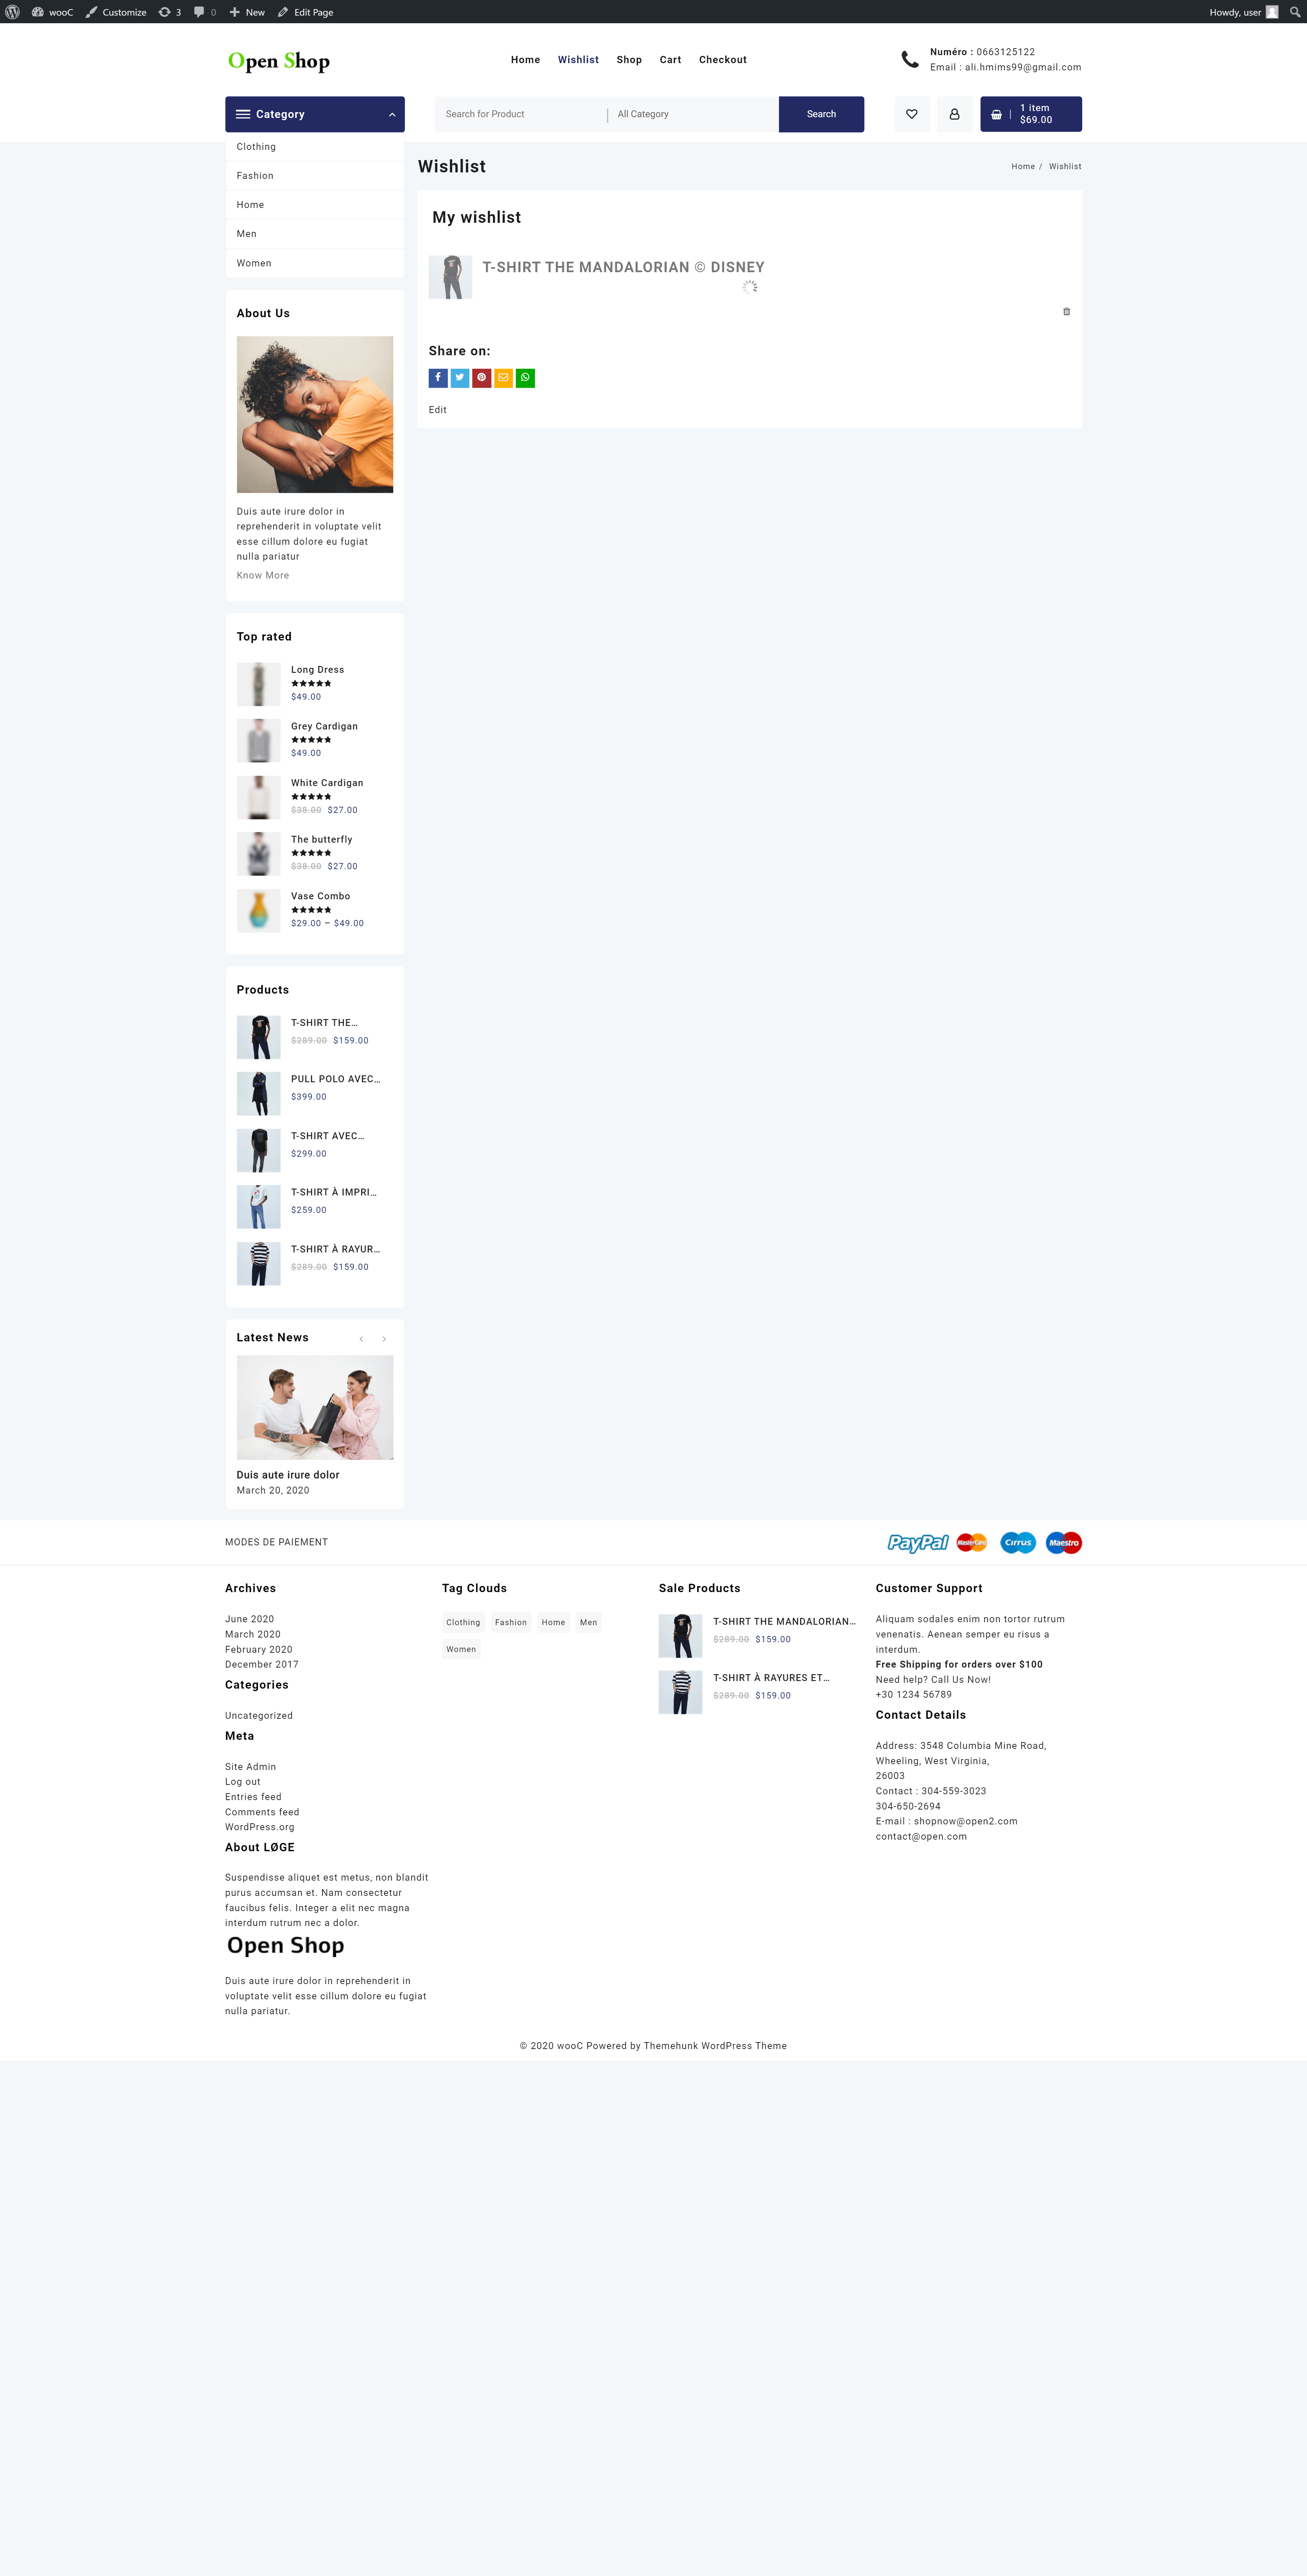 wooC Customize 3 0 New Edit Page Howdy, user
Open Shop
Home Wishlist Shop Cart Checkout
Numéro : 0663125122
Email : ali.hmims99@gmail.com
Category
Search for Product All Category Search
1 item
$69.00
Clothing
Fashion
Home
Men
Women
Wishlist
Home / Wishlist
My wishlist
T-SHIRT THE MANDALORIAN © DISNEY
Share on:
Edit
About Us
Duis aute irure dolor in
reprehenderit in voluptate velit
esse cillum dolore eu fugiat
nulla pariatur
Know More
Top rated
Long Dress
$49.00
Grey Cardigan
$49.00
White Cardigan
$38.00 $27.00
The butterfly
$38.00 $27.00
Vase Combo
$29.00 – $49.00
Products
T-SHIRT THE…
$289.00 $159.00
PULL POLO AVEC…
$399.00
T-SHIRT AVEC…
$299.00
T-SHIRT À IMPRI…
$259.00
T-SHIRT À RAYUR…
$289.00 $159.00
Latest News
Duis aute irure dolor
March 20, 2020
MODES DE PAIEMENT
PayPal MasterCard Cirrus Maestro
Archives
June 2020
March 2020
February 2020
December 2017
Categories
Uncategorized
Meta
Site Admin
Log out
Entries feed
Comments feed
WordPress.org
About LØGE
Suspendisse aliquet est metus, non blandit
purus accumsan et. Nam consectetur
faucibus felis. Integer a elit nec magna
interdum rutrum nec a dolor.
Open Shop
Duis aute irure dolor in reprehenderit in
voluptate velit esse cillum dolore eu fugiat
nulla pariatur.
Tag Clouds
Clothing Fashion Home Men
Women
Sale Products
T-SHIRT THE MANDALORIAN…
$289.00 $159.00
T-SHIRT À RAYURES ET…
$289.00 $159.00
Customer Support
Aliquam sodales enim non tortor rutrum
venenatis. Aenean semper eu risus a
interdum.
Free Shipping for orders over $100
Need help? Call Us Now!
+30 1234 56789
Contact Details
Address: 3548 Columbia Mine Road,
Wheeling, West Virginia,
26003
Contact : 304-559-3023
304-650-2694
E-mail : shopnow@open2.com
contact@open.com
© 2020 wooC Powered by Themehunk WordPress Theme